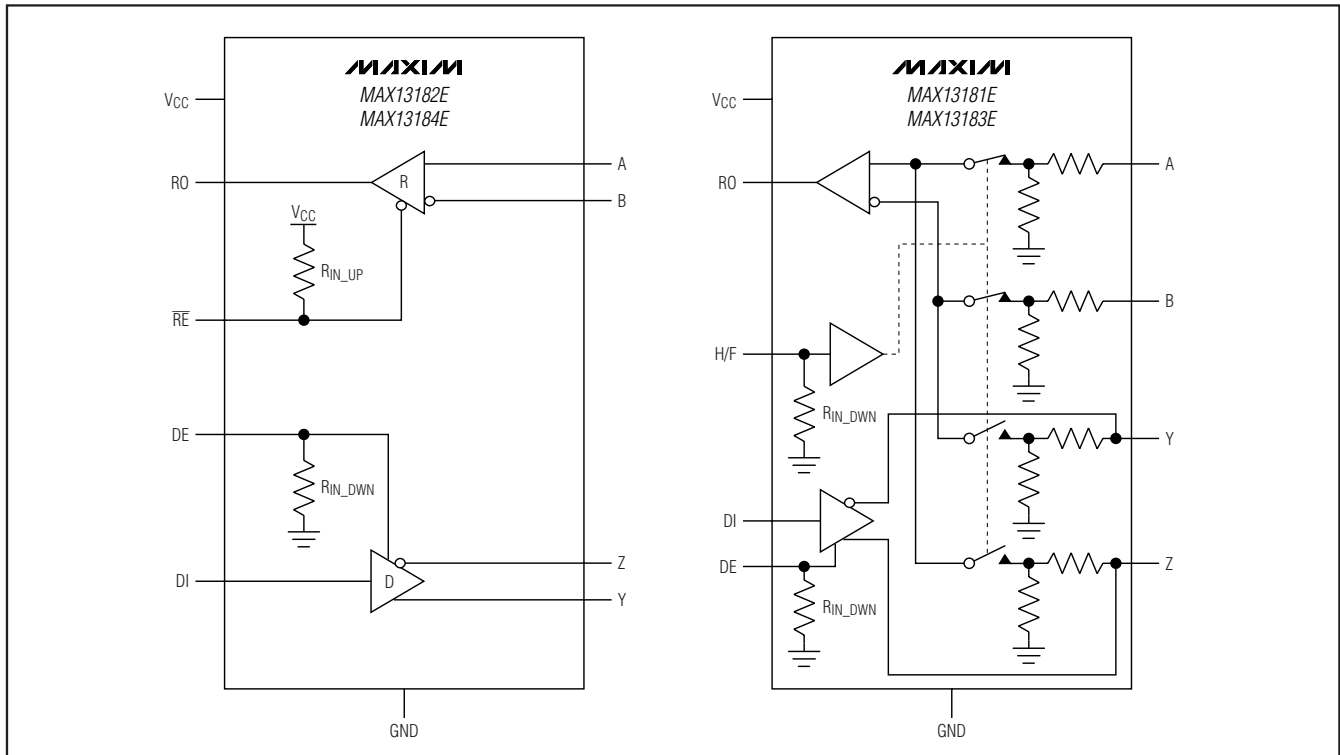 MAXIM
MAX13182E
MAX13184E
VCC
RO
R
A
B
VCC
RIN_UP
RE
DE
RIN_DWN
DI
D
Z
Y
GND
MAXIM
MAX13181E
MAX13183E
VCC
RO
A
B
H/F
RIN_DWN
Y
DI
DE
RIN_DWN
Z
GND